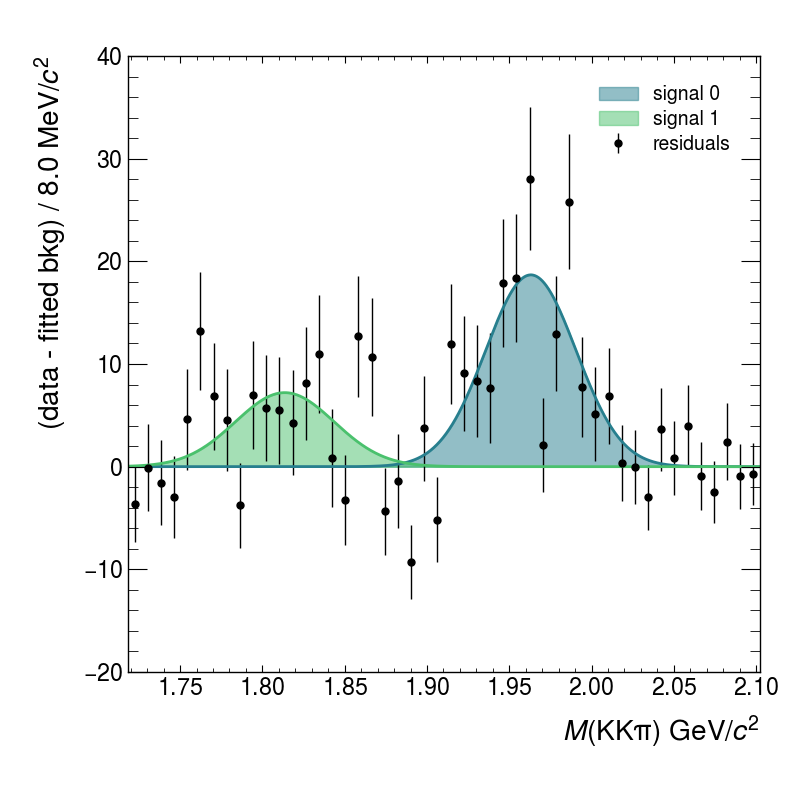 ((data - fitted bkg) / 8.0 MeV/c²
40
30
20
10
0
−10
−20
signal 0
signal 1
residuals
1.75 1.80 1.85 1.90 1.95 2.00 2.05 2.10
M(KKπ) GeV/c²